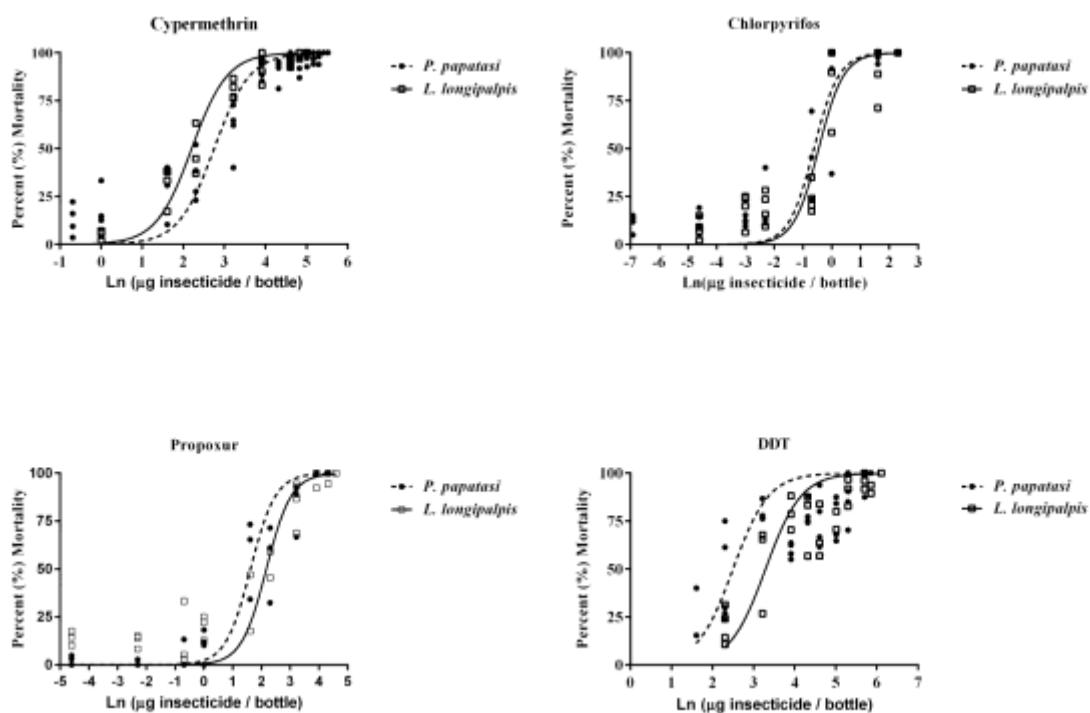 Cypermethrin
Percent (%) Mortality
100
75
50
25
0
-1 0 1 2 3 4 5 6
Ln (μg insecticide / bottle)
P. papatasi
L. longipalpis
Chlorpyrifos
Percent (%) Mortality
100
75
50
25
0
-7 -6 -5 -4 -3 -2 -1 0 1 2 3
Ln(μg insecticide / bottle)
P. papatasi
L. longipalpis
Propoxur
Percent (%) Mortality
100
75
50
25
0
-5 -4 -3 -2 -1 0 1 2 3 4 5
Ln (μg insecticide / bottle)
P. papatasi
L. longipalpis
DDT
Percent (%) Mortality
100
75
50
25
0
0 1 2 3 4 5 6 7
Ln (μg insecticide / bottle)
P. papatasi
L. longipalpis